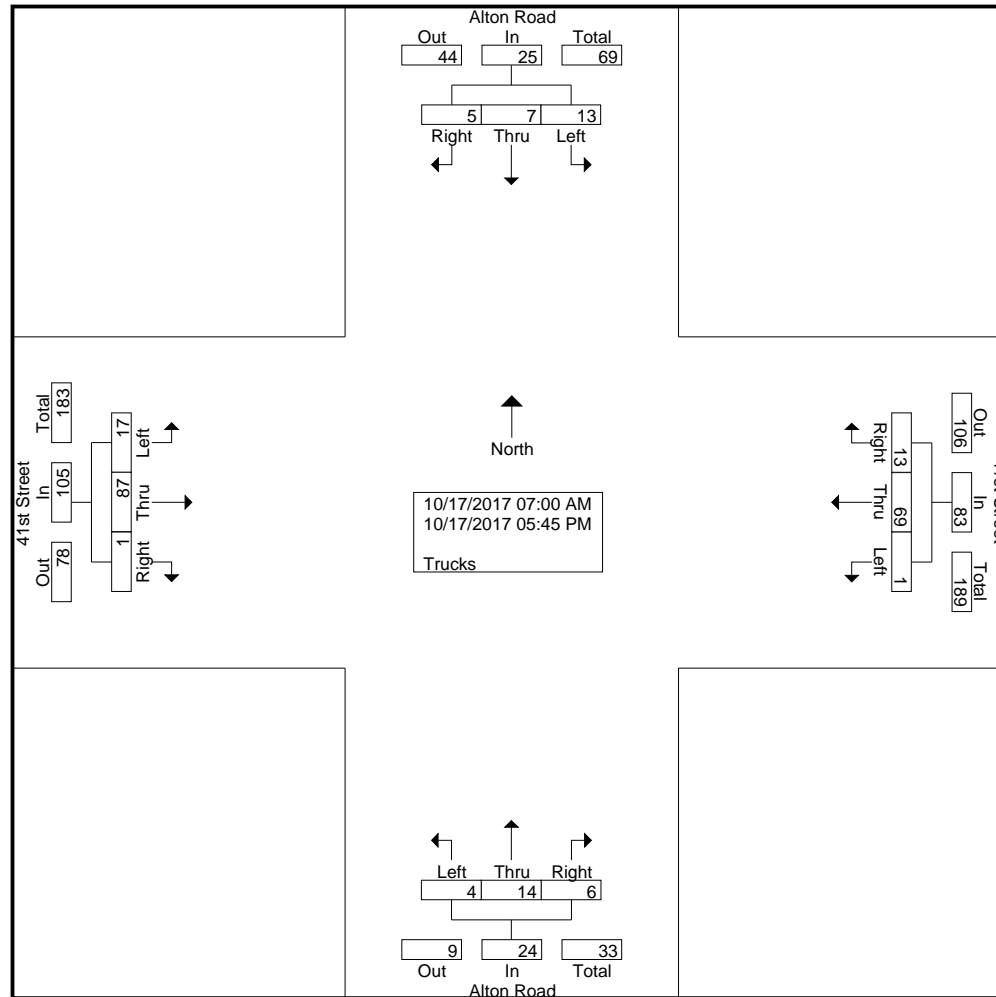 Alton Road
Out In Total
44 25 69
5 7 13
Right Thru Left
41st Street
Total 183
In 105
Out 78
Left 17
Thru 87
Right 1
North
10/17/2017 07:00 AM
10/17/2017 05:45 PM
Trucks
Right 13
Thru 69
Left 1
Out 106
In 83
Total 189
Left Thru Right
4 14 6
9 24 33
Out In Total
Alton Road